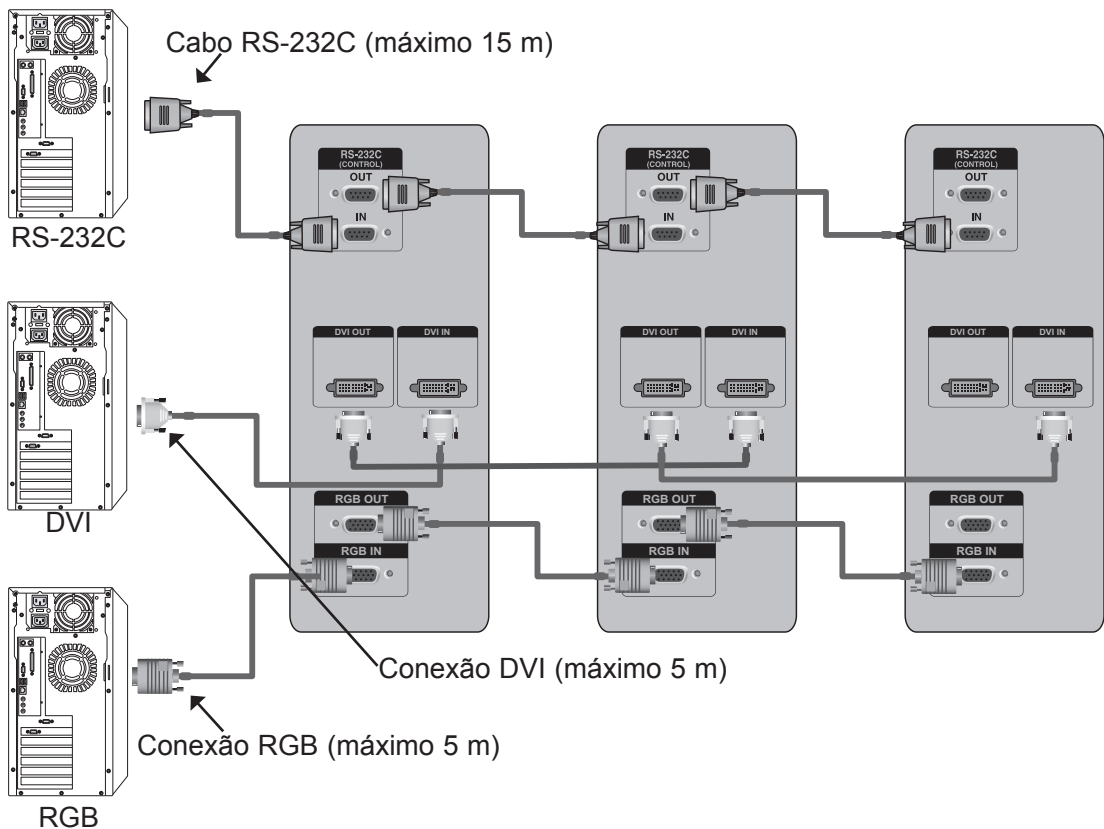 Cabo RS-232C (máximo 15 m)
RS-232C
RS-232C
(CONTROL)
OUT
IN
RS-232C
(CONTROL)
OUT
IN
RS-232C
(CONTROL)
OUT
IN
DVI OUT
DVI IN
DVI OUT
DVI IN
DVI OUT
DVI IN
DVI
RGB OUT
RGB IN
RGB OUT
RGB IN
RGB OUT
RGB IN
Conexão DVI (máximo 5 m)
Conexão RGB (máximo 5 m)
RGB